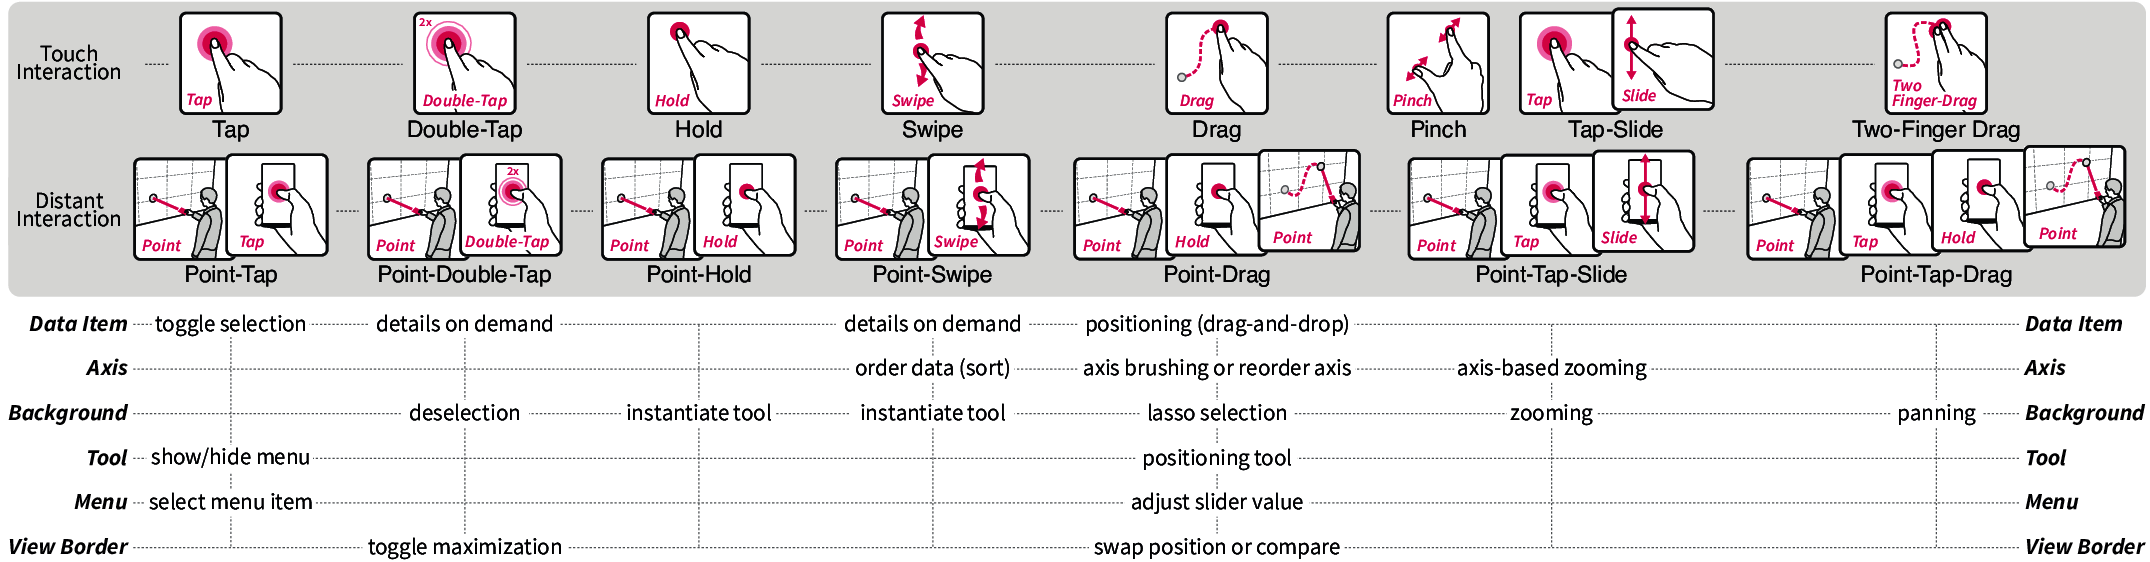 Touch
Interaction
Tap
2x
Double-Tap
Hold
Swipe
Drag
Pinch
Tap
Slide
Two
Finger-Drag
Tap
Double-Tap
Hold
Swipe
Drag
Pinch
Tap-Slide
Two-Finger Drag
Distant
Interaction
Point
Tap
Point
2x
Double-Tap
Point
Hold
Point
Swipe
Point
Hold
Point
Point
Tap
Slide
Point
Tap
Hold
Point
Point-Tap
Point-Double-Tap
Point-Hold
Point-Swipe
Point-Drag
Point-Tap-Slide
Point-Tap-Drag
Data Item toggle selection details on demand details on demand positioning (drag-and-drop) Data Item
Axis order data (sort) axis brushing or reorder axis axis-based zooming Axis
Background deselection instantiate tool instantiate tool lasso selection zooming panning Background
Tool show/hide menu positioning tool Tool
Menu select menu item adjust slider value Menu
View Border toggle maximization swap position or compare View Border